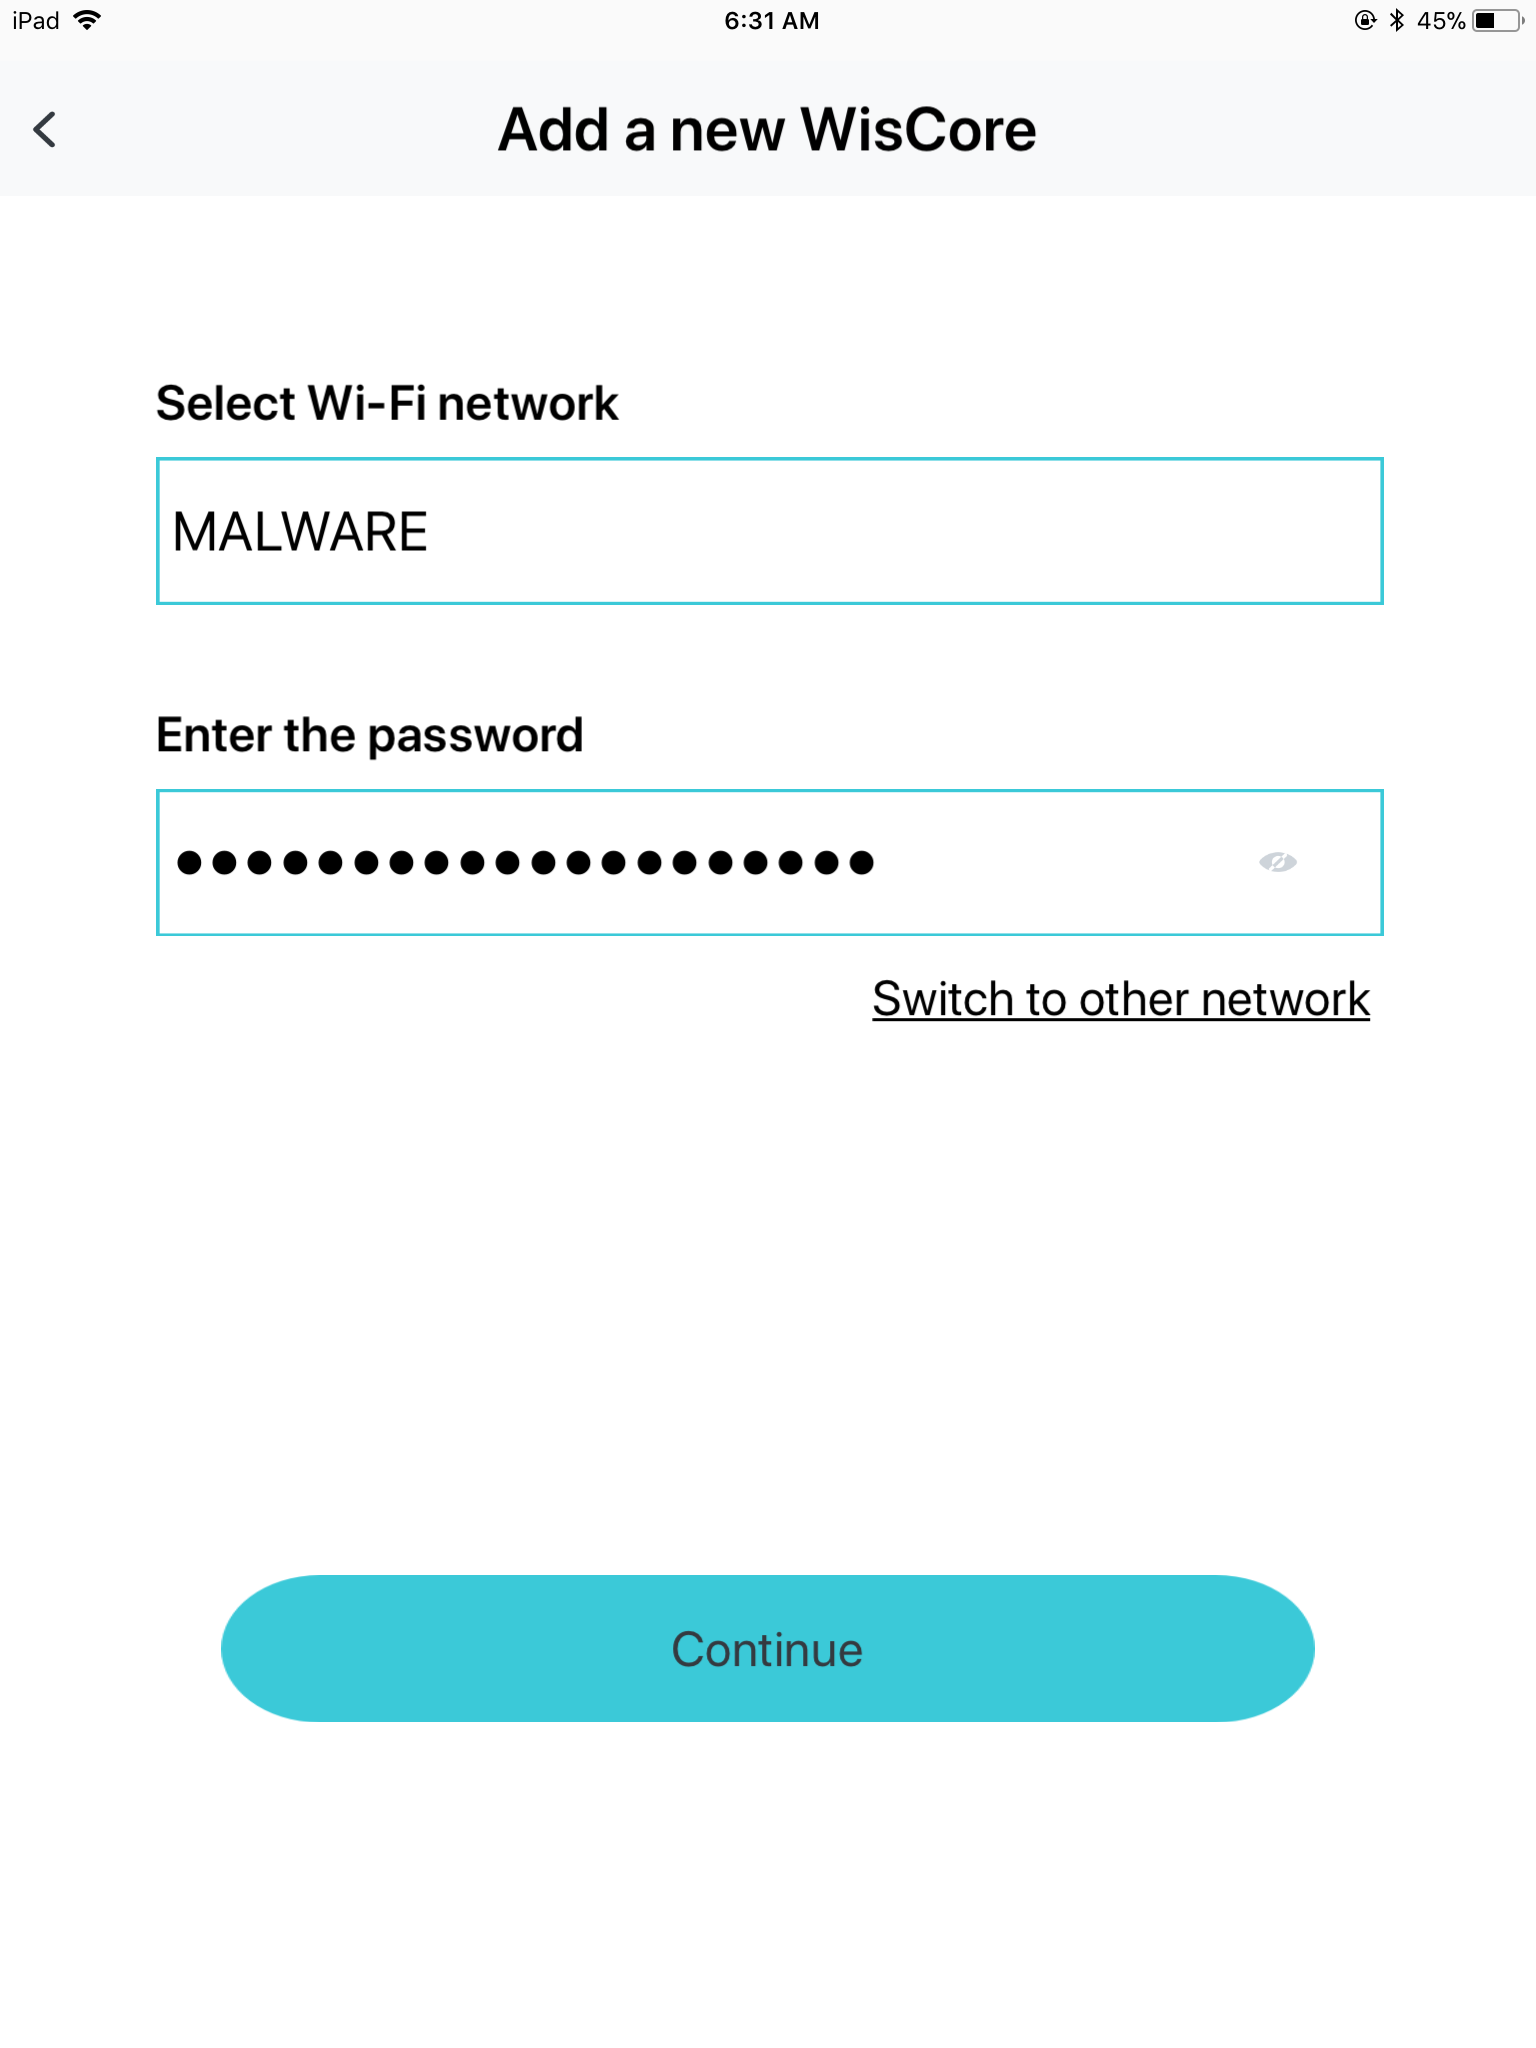 iPad 6:31 AM 45%
Add a new WisCore
Select Wi-Fi network
MALWARE
Enter the password
●●●●●●●●●●●●●●●●●●●●
Switch to other network
Continue